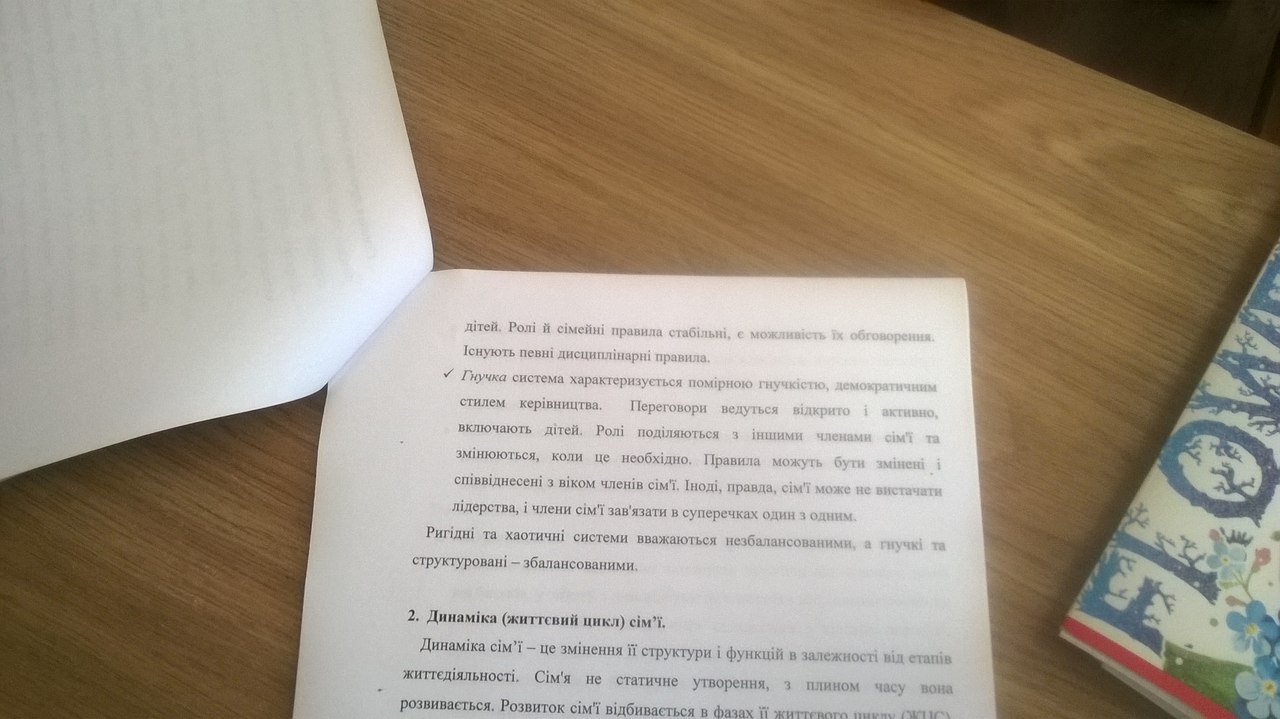 дітей. Ролі й сімейні правила стабільні, є можливість їх обговорення.
Існують певні дисциплінарні правила.
✓ Гнучка система характеризується помірною гнучкістю, демократичним
стилем керівництва. Переговори ведуться відкрито і активно,
включають дітей. Ролі поділяються з іншими членами сім'ї та
змінюються, коли це необхідно. Правила можуть бути змінені і
співвіднесені з віком членів сім'ї. Іноді, правда, сім'ї може не вистачати
лідерства, і члени сім'ї зав'язати в суперечках один з одним.
Ригідні та хаотичні системи вважаються незбалансованими, а гнучкі та
структуровані – збалансованими.
2. Динаміка (життєвий цикл) сім’ї.
Динаміка сім’ї – це змінення її структури і функцій в залежності від етапів
життєдіяльності. Сім'я не статичне утворення, з плином часу вона
розвивається. Розвиток сім'ї відбивається в фазах її життєвого циклу (ЖЦС)